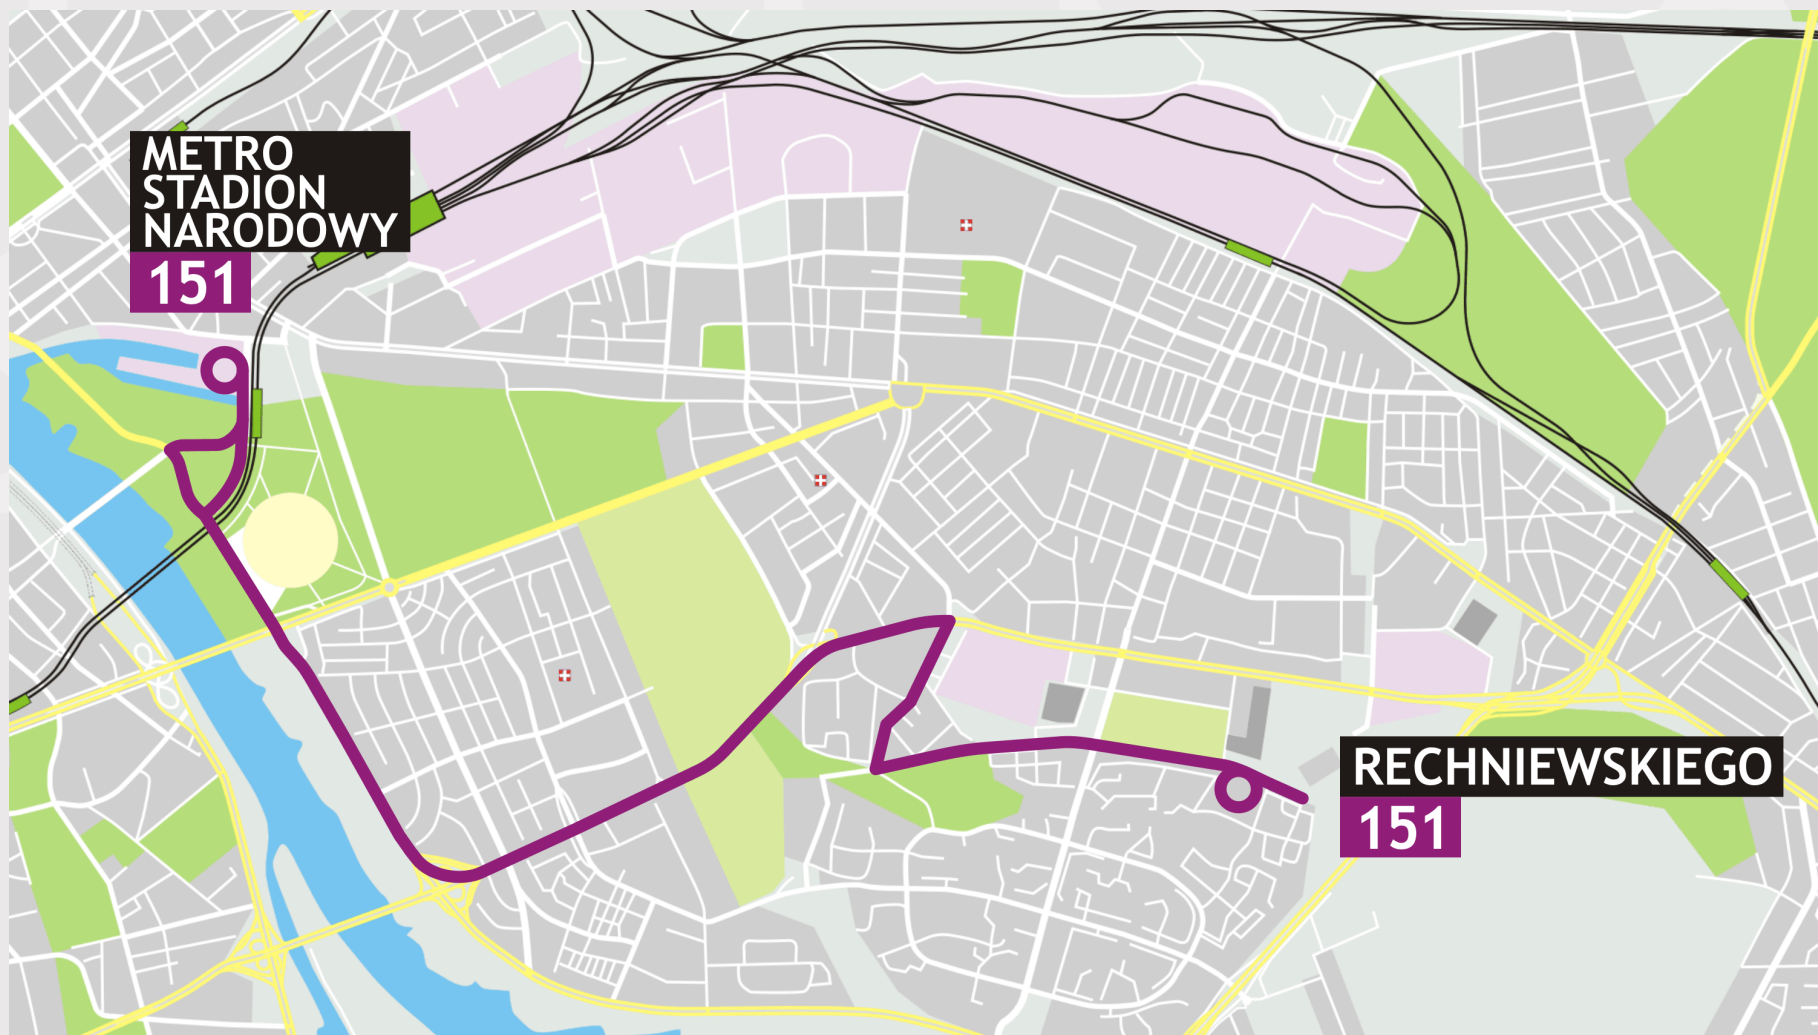 METRO
STADION
NARODOWY
151
RECHNIEWSKIEGO
151